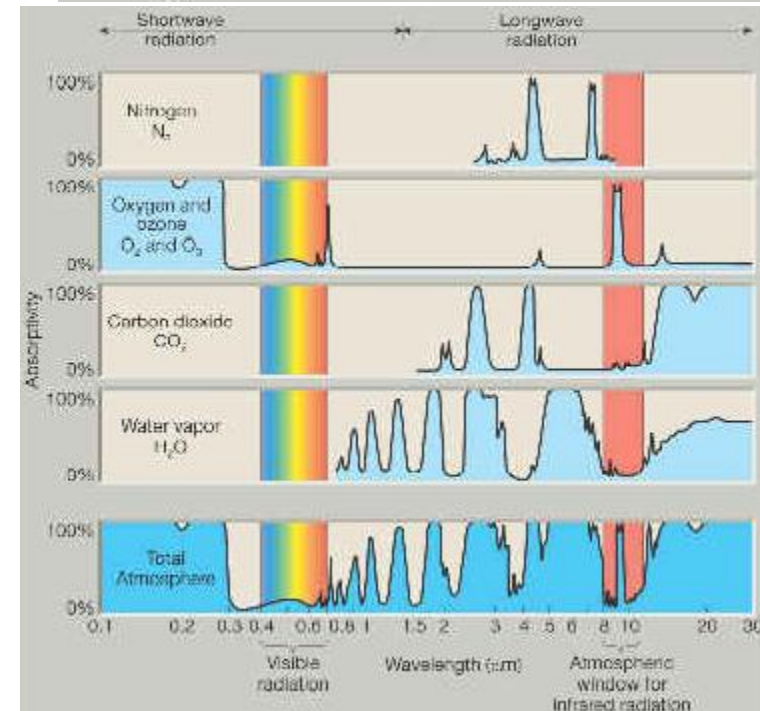 Shortwave radiation
Longwave radiation
100%
Nitrogen
N₂
0%
100%
Oxygen and
ozone
O₂ and O₃
0%
Absorptivity
100%
Carbon dioxide
CO₂
0%
100%
Water vapor
H₂O
0%
100%
Total
Atmosphere
0%
0.1 0.2 0.3 0.4 0.6 0.8 1 1.5 2 3 4 5 6 8 10 20 30
Visible
radiation
Wavelength (μm)
Atmospheric
window for
infrared radiation